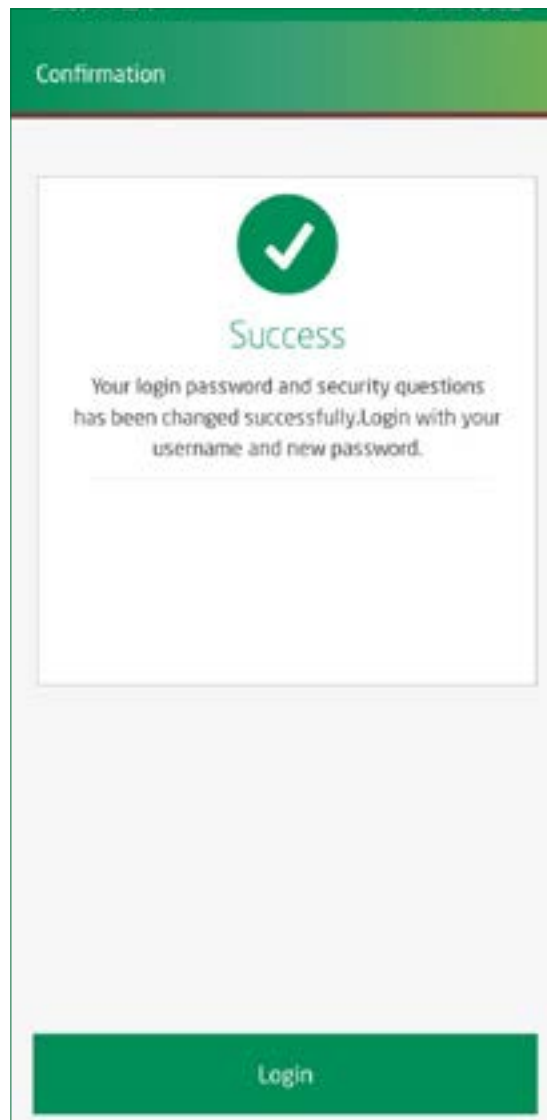 Confirmation
Success
Your login password and security questions
has been changed successfully.Login with your
username and new password.
Login